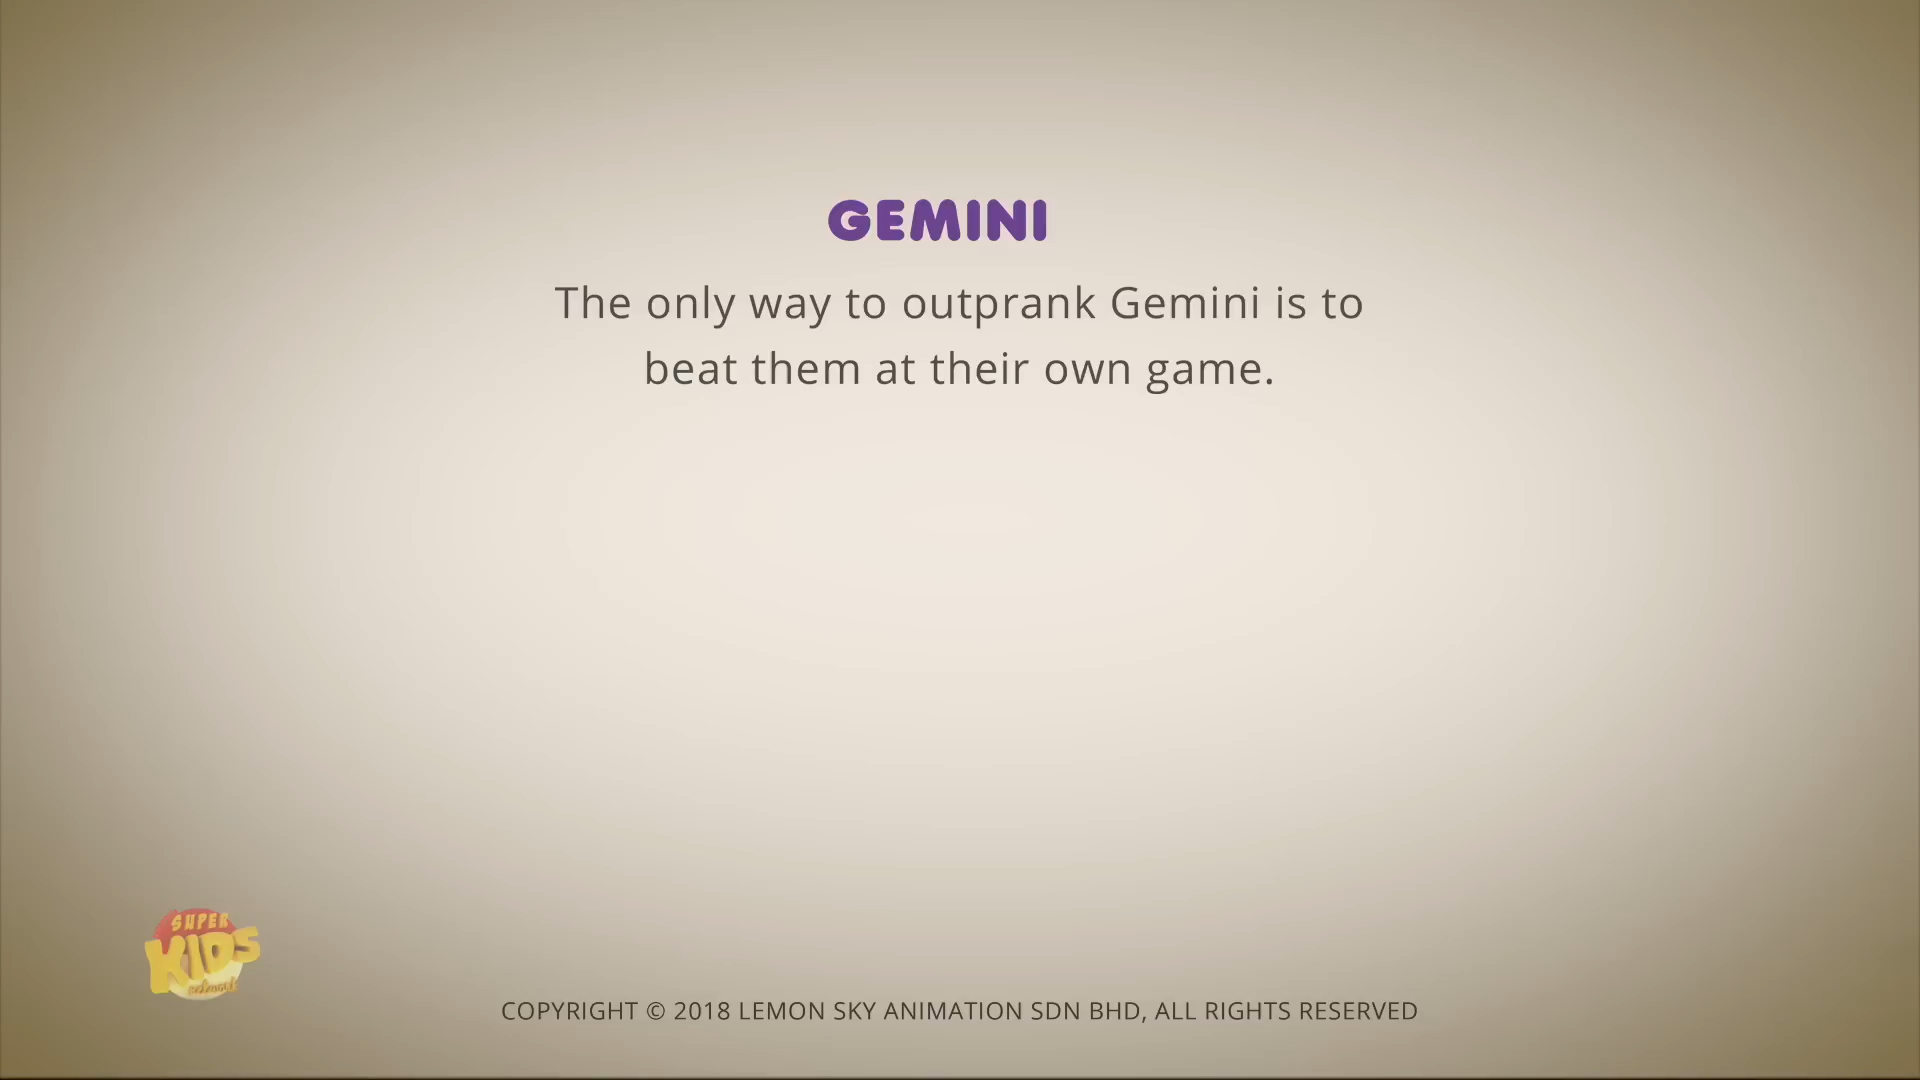 GEMINI
The only way to outprank Gemini is to
beat them at their own game.
SUPER
KIDS
network
COPYRIGHT © 2018 LEMON SKY ANIMATION SDN BHD, ALL RIGHTS RESERVED